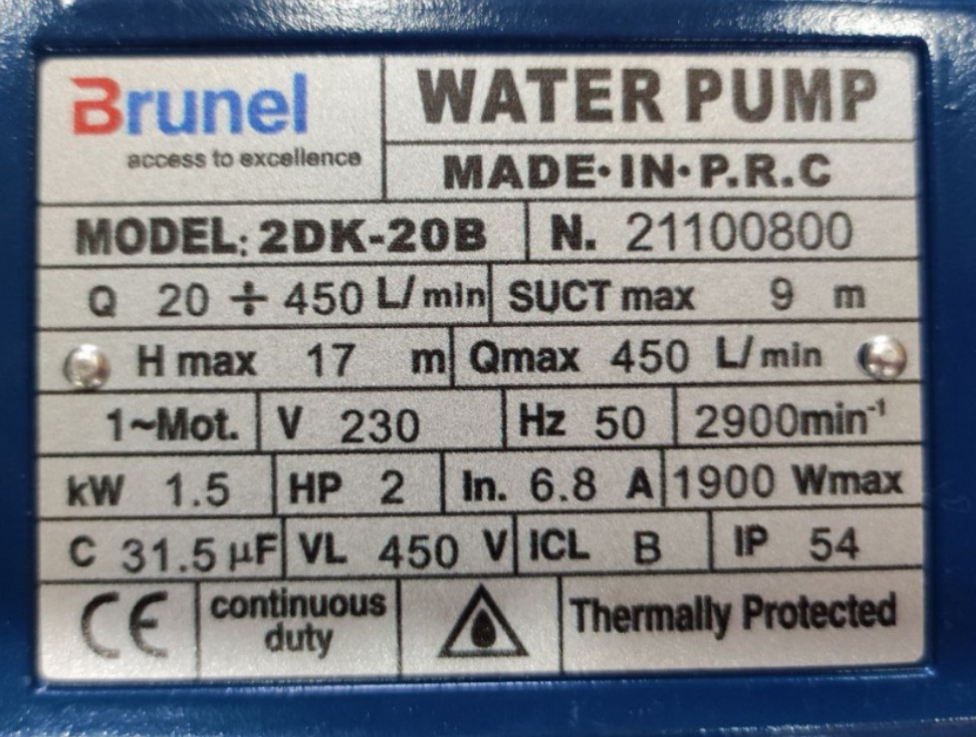 Brunel
access to excellence
WATER PUMP
MADE·IN·P.R.C
MODEL: 2DK-20B N. 21100800
Q 20 ÷ 450 L/min SUCT max 9 m
H max 17 m Qmax 450 L/min
1~Mot. V 230 Hz 50 2900min⁻¹
kW 1.5 HP 2 In. 6.8 A 1900 Wmax
C 31.5 µF VL 450 V ICL B IP 54
CE continuous duty Thermally Protected